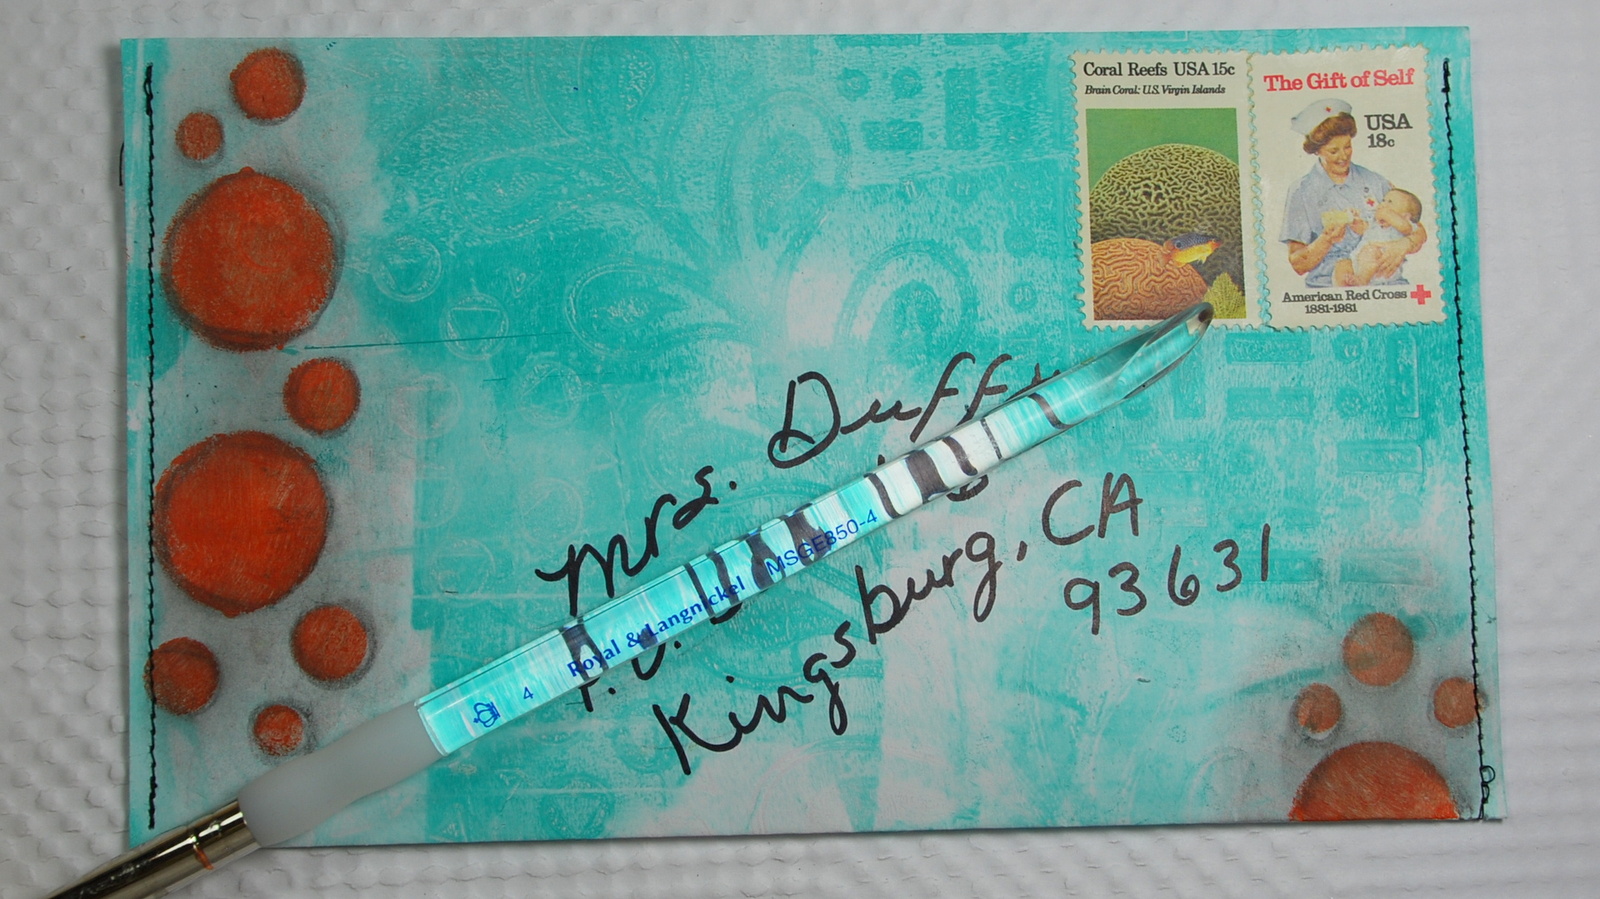 Coral Reefs USA 15c
Brain Coral: U.S. Virgin Islands
The Gift of Self
USA
18c
American Red Cross
1881-1981
Mrs. Duffy
P.O.
Kingsburg, CA
93631
4 Royal & Langnickel MSGE350-4